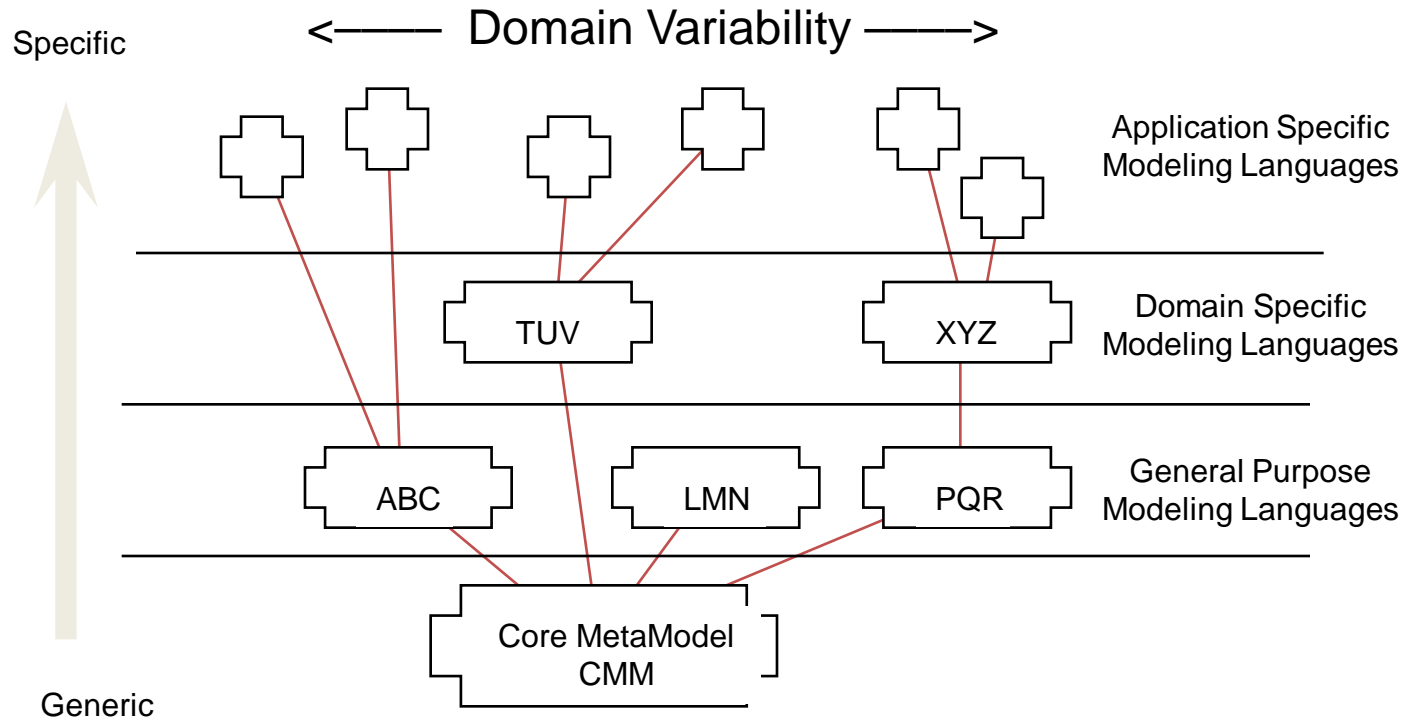 <---- Domain Variability ---->
Specific
Application Specific
Modeling Languages
TUV
XYZ
Domain Specific
Modeling Languages
ABC
LMN
PQR
General Purpose
Modeling Languages
Core MetaModel
CMM
Generic